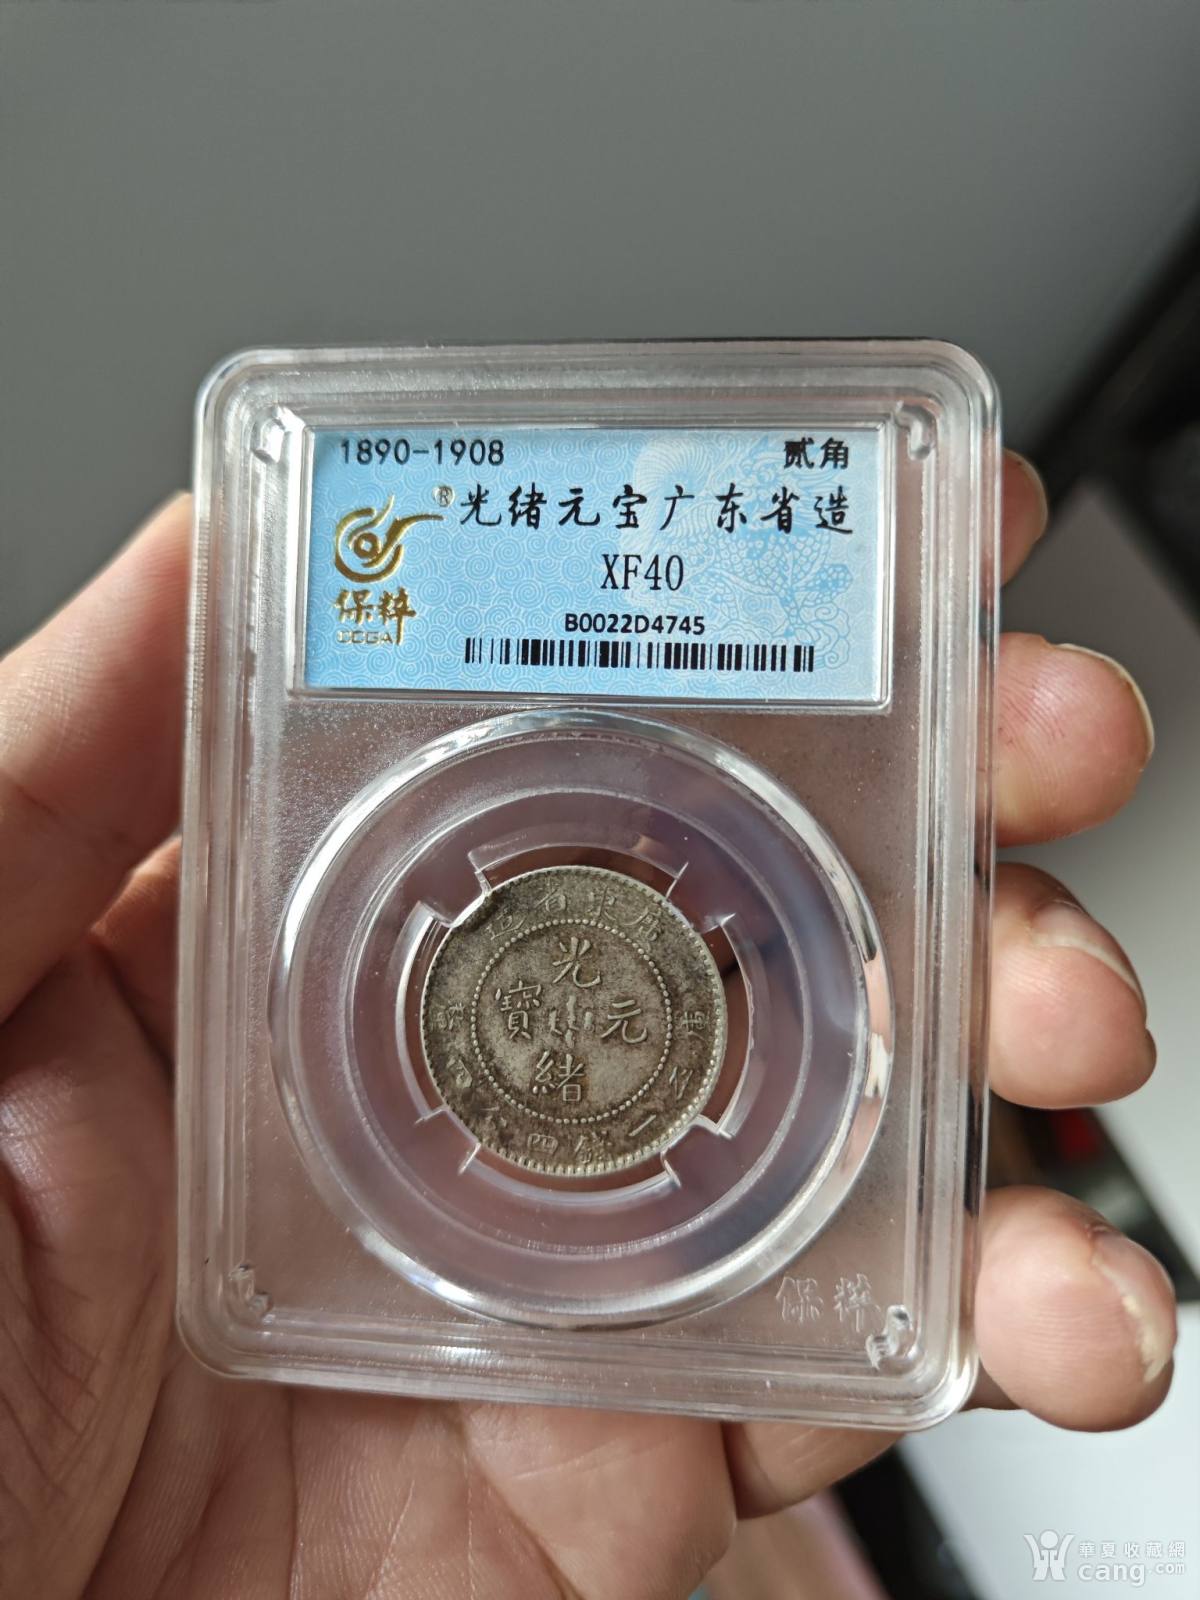 1890-1908 贰角
®光绪元宝广东省造
XF40
保粹
CCGA
B0022D4745
造省東廣
光
寶 元
緒
庫
四錢一
保粹
華夏收藏網
cang.com